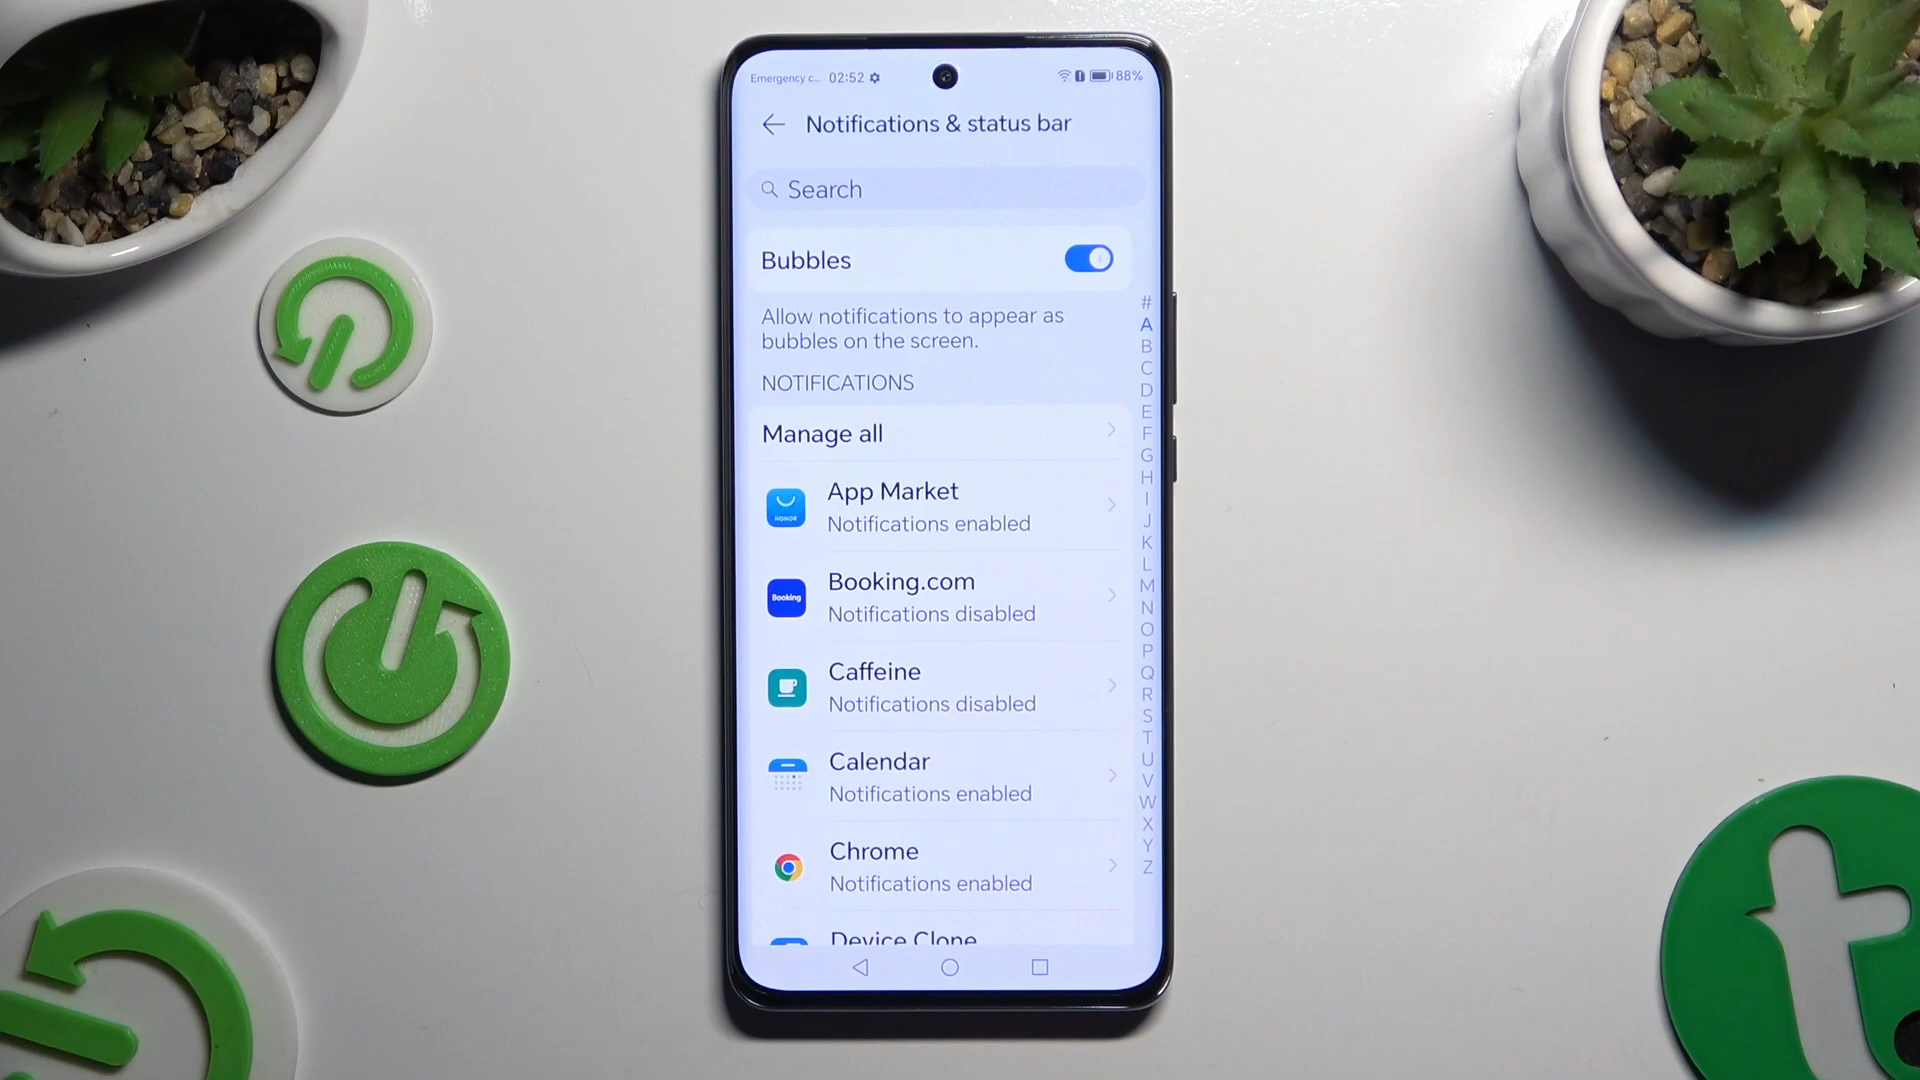 Emergency c... 02:52 88%
Notifications & status bar
Search
Bubbles
Allow notifications to appear as
bubbles on the screen.
NOTIFICATIONS
Manage all
App Market
Notifications enabled
HONOR
Booking.com
Notifications disabled
Booking
Caffeine
Notifications disabled
Calendar
Notifications enabled
Chrome
Notifications enabled
Device Clone
#
A
B
C
D
E
F
G
H
I
J
K
L
M
N
O
P
Q
R
S
T
U
V
W
X
Y
Z